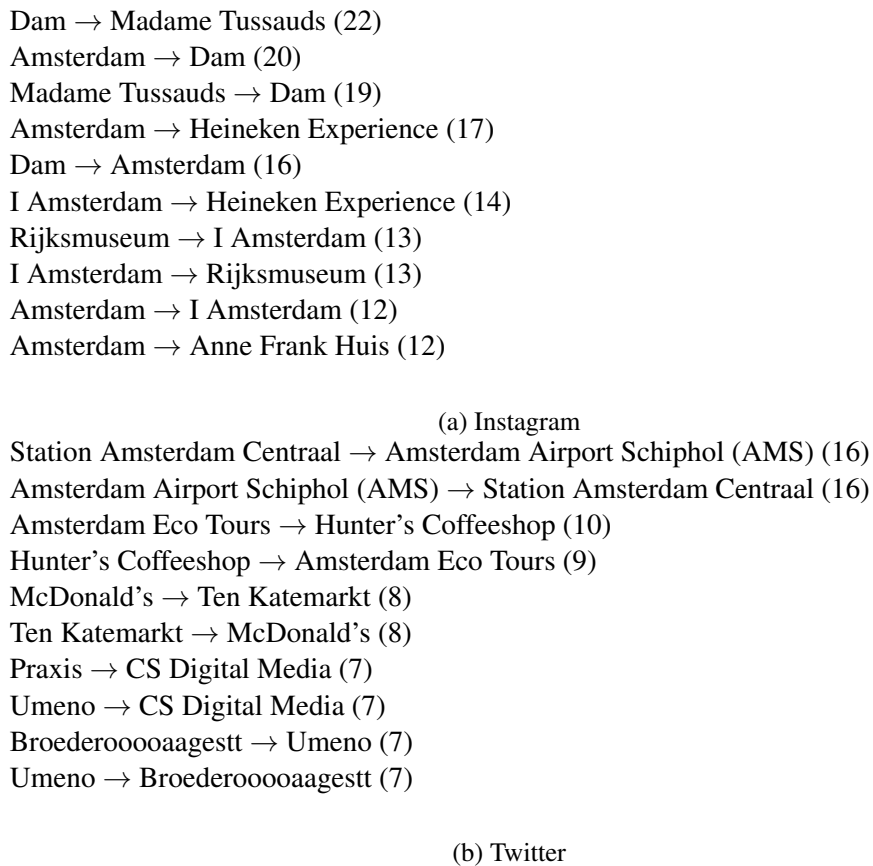 Dam → Madame Tussauds (22)
Amsterdam → Dam (20)
Madame Tussauds → Dam (19)
Amsterdam → Heineken Experience (17)
Dam → Amsterdam (16)
I Amsterdam → Heineken Experience (14)
Rijksmuseum → I Amsterdam (13)
I Amsterdam → Rijksmuseum (13)
Amsterdam → I Amsterdam (12)
Amsterdam → Anne Frank Huis (12)
(a) Instagram
Station Amsterdam Centraal → Amsterdam Airport Schiphol (AMS) (16)
Amsterdam Airport Schiphol (AMS) → Station Amsterdam Centraal (16)
Amsterdam Eco Tours → Hunter's Coffeeshop (10)
Hunter's Coffeeshop → Amsterdam Eco Tours (9)
McDonald's → Ten Katemarkt (8)
Ten Katemarkt → McDonald's (8)
Praxis → CS Digital Media (7)
Umeno → CS Digital Media (7)
Broederooooaagestt → Umeno (7)
Umeno → Broederooooaagestt (7)
(b) Twitter